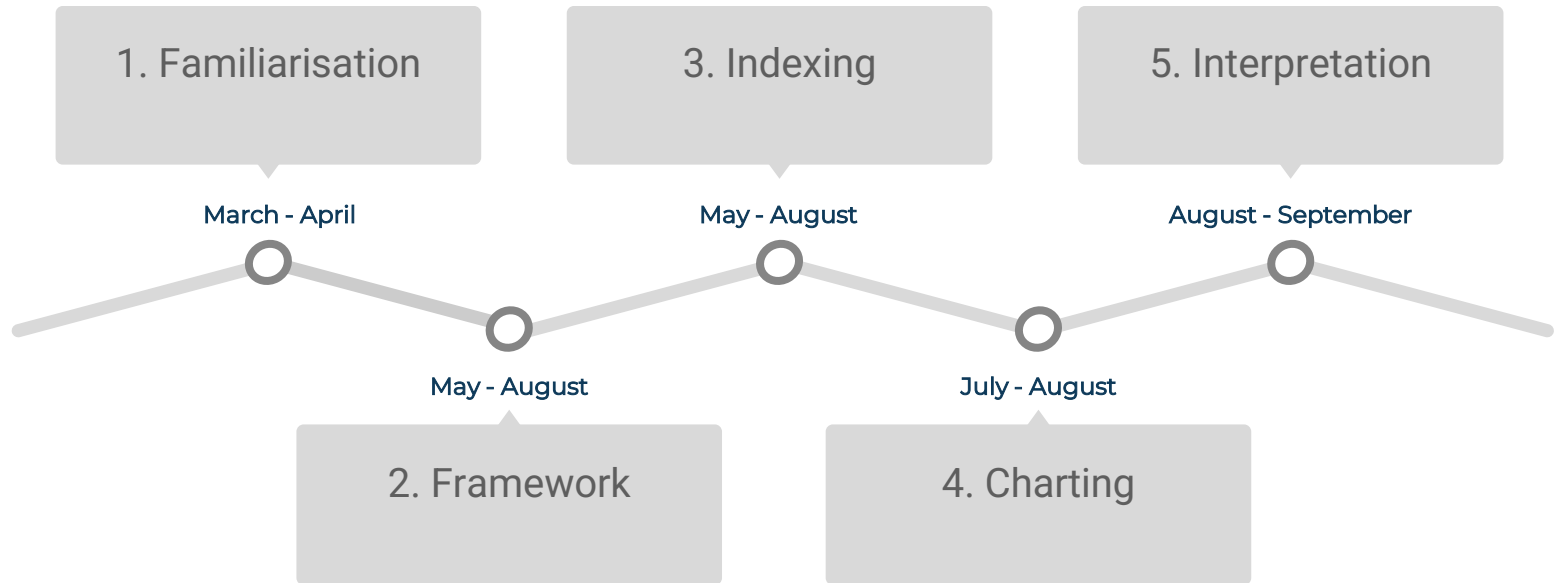 1. Familiarisation
March - April
2. Framework
May - August
3. Indexing
May - August
4. Charting
July - August
5. Interpretation
August - September